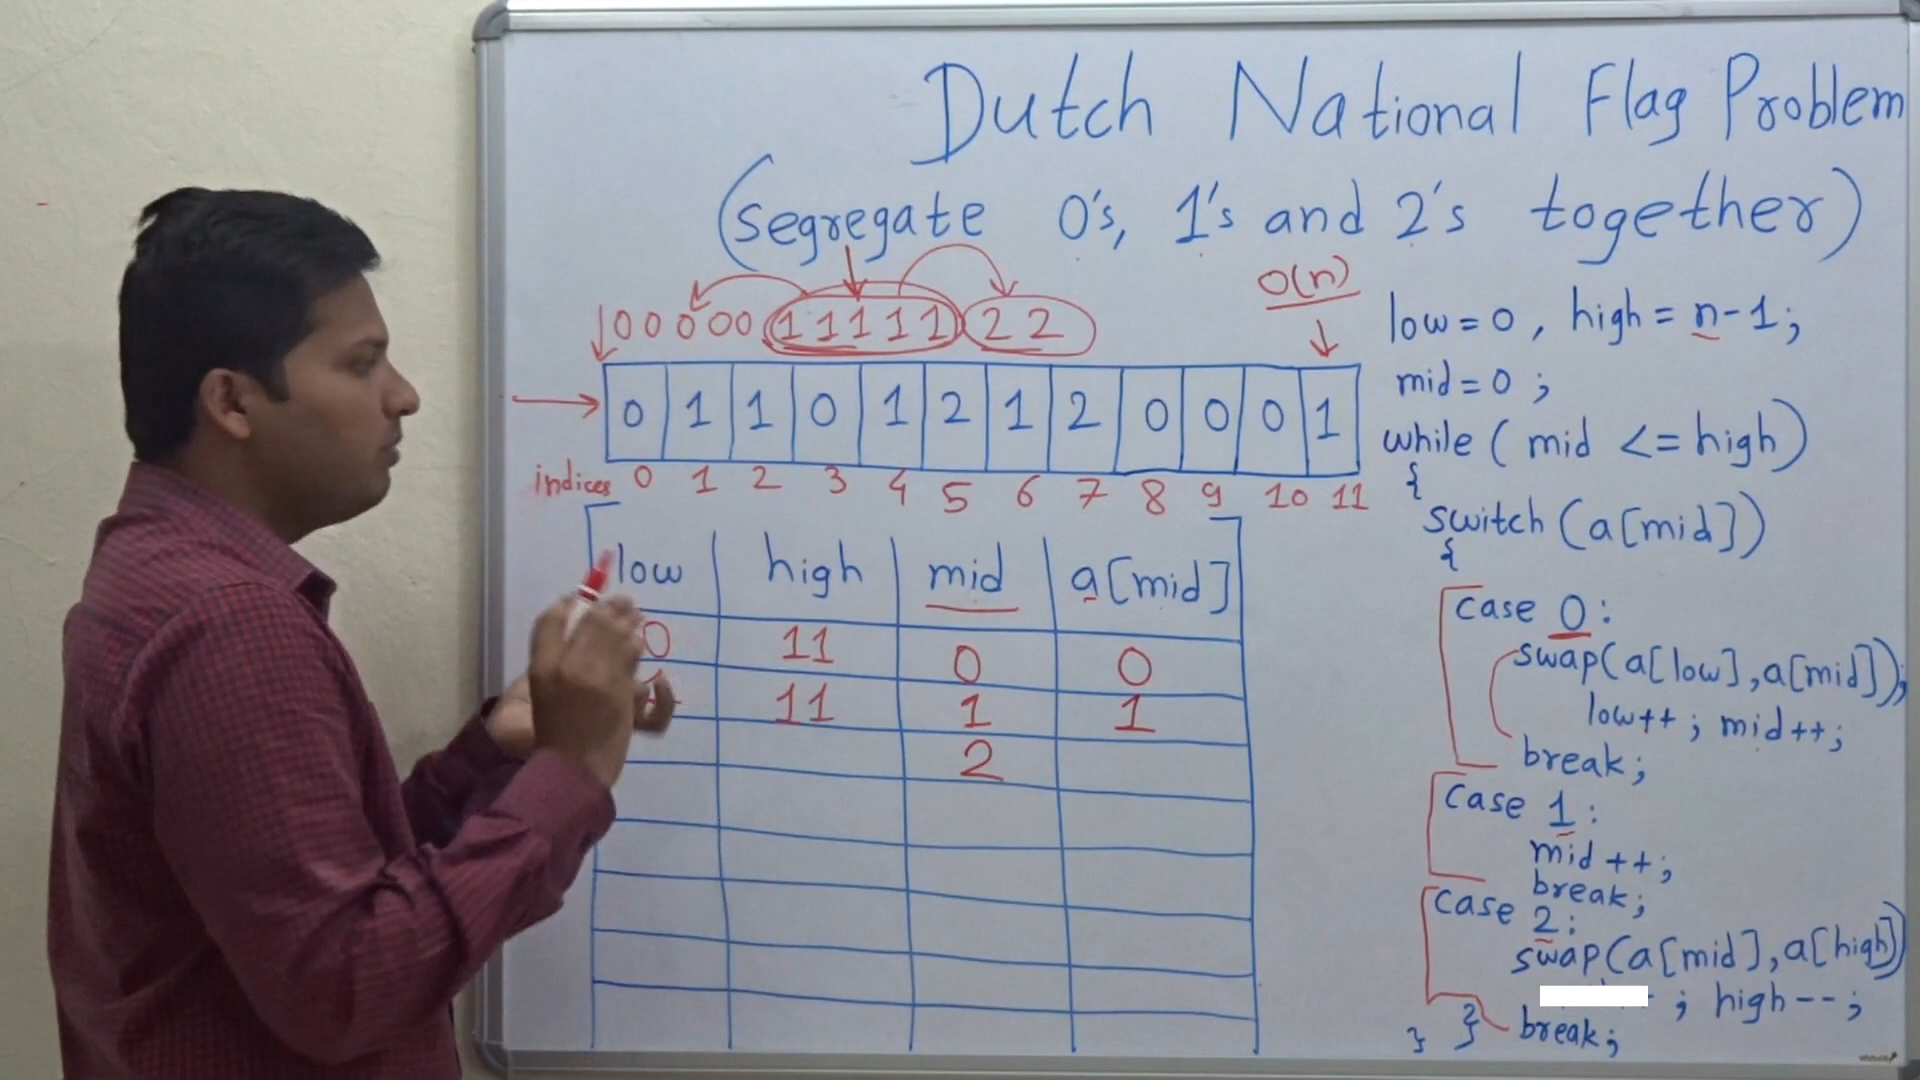 Dutch National Flag Problem
(segregate 0's, 1's and 2's together)
O(n)
0 0 0 0 0 1 1 1 1 1 2 2
0 1 1 0 1 2 1 2 0 0 0 1
indices 0 1 2 3 4 5 6 7 8 9 10 11
low high mid a[mid]
0 11 0 0
1 11 1 1
2
low = 0 , high = n-1;
mid = 0 ;
while ( mid <= high)
{
switch (a[mid])
{
case 0:
swap(a[low],a[mid]);
low++ ; mid++;
break;
case 1 :
mid ++;
break;
case 2:
swap(a[mid],a[high])
; high--;
} } break;